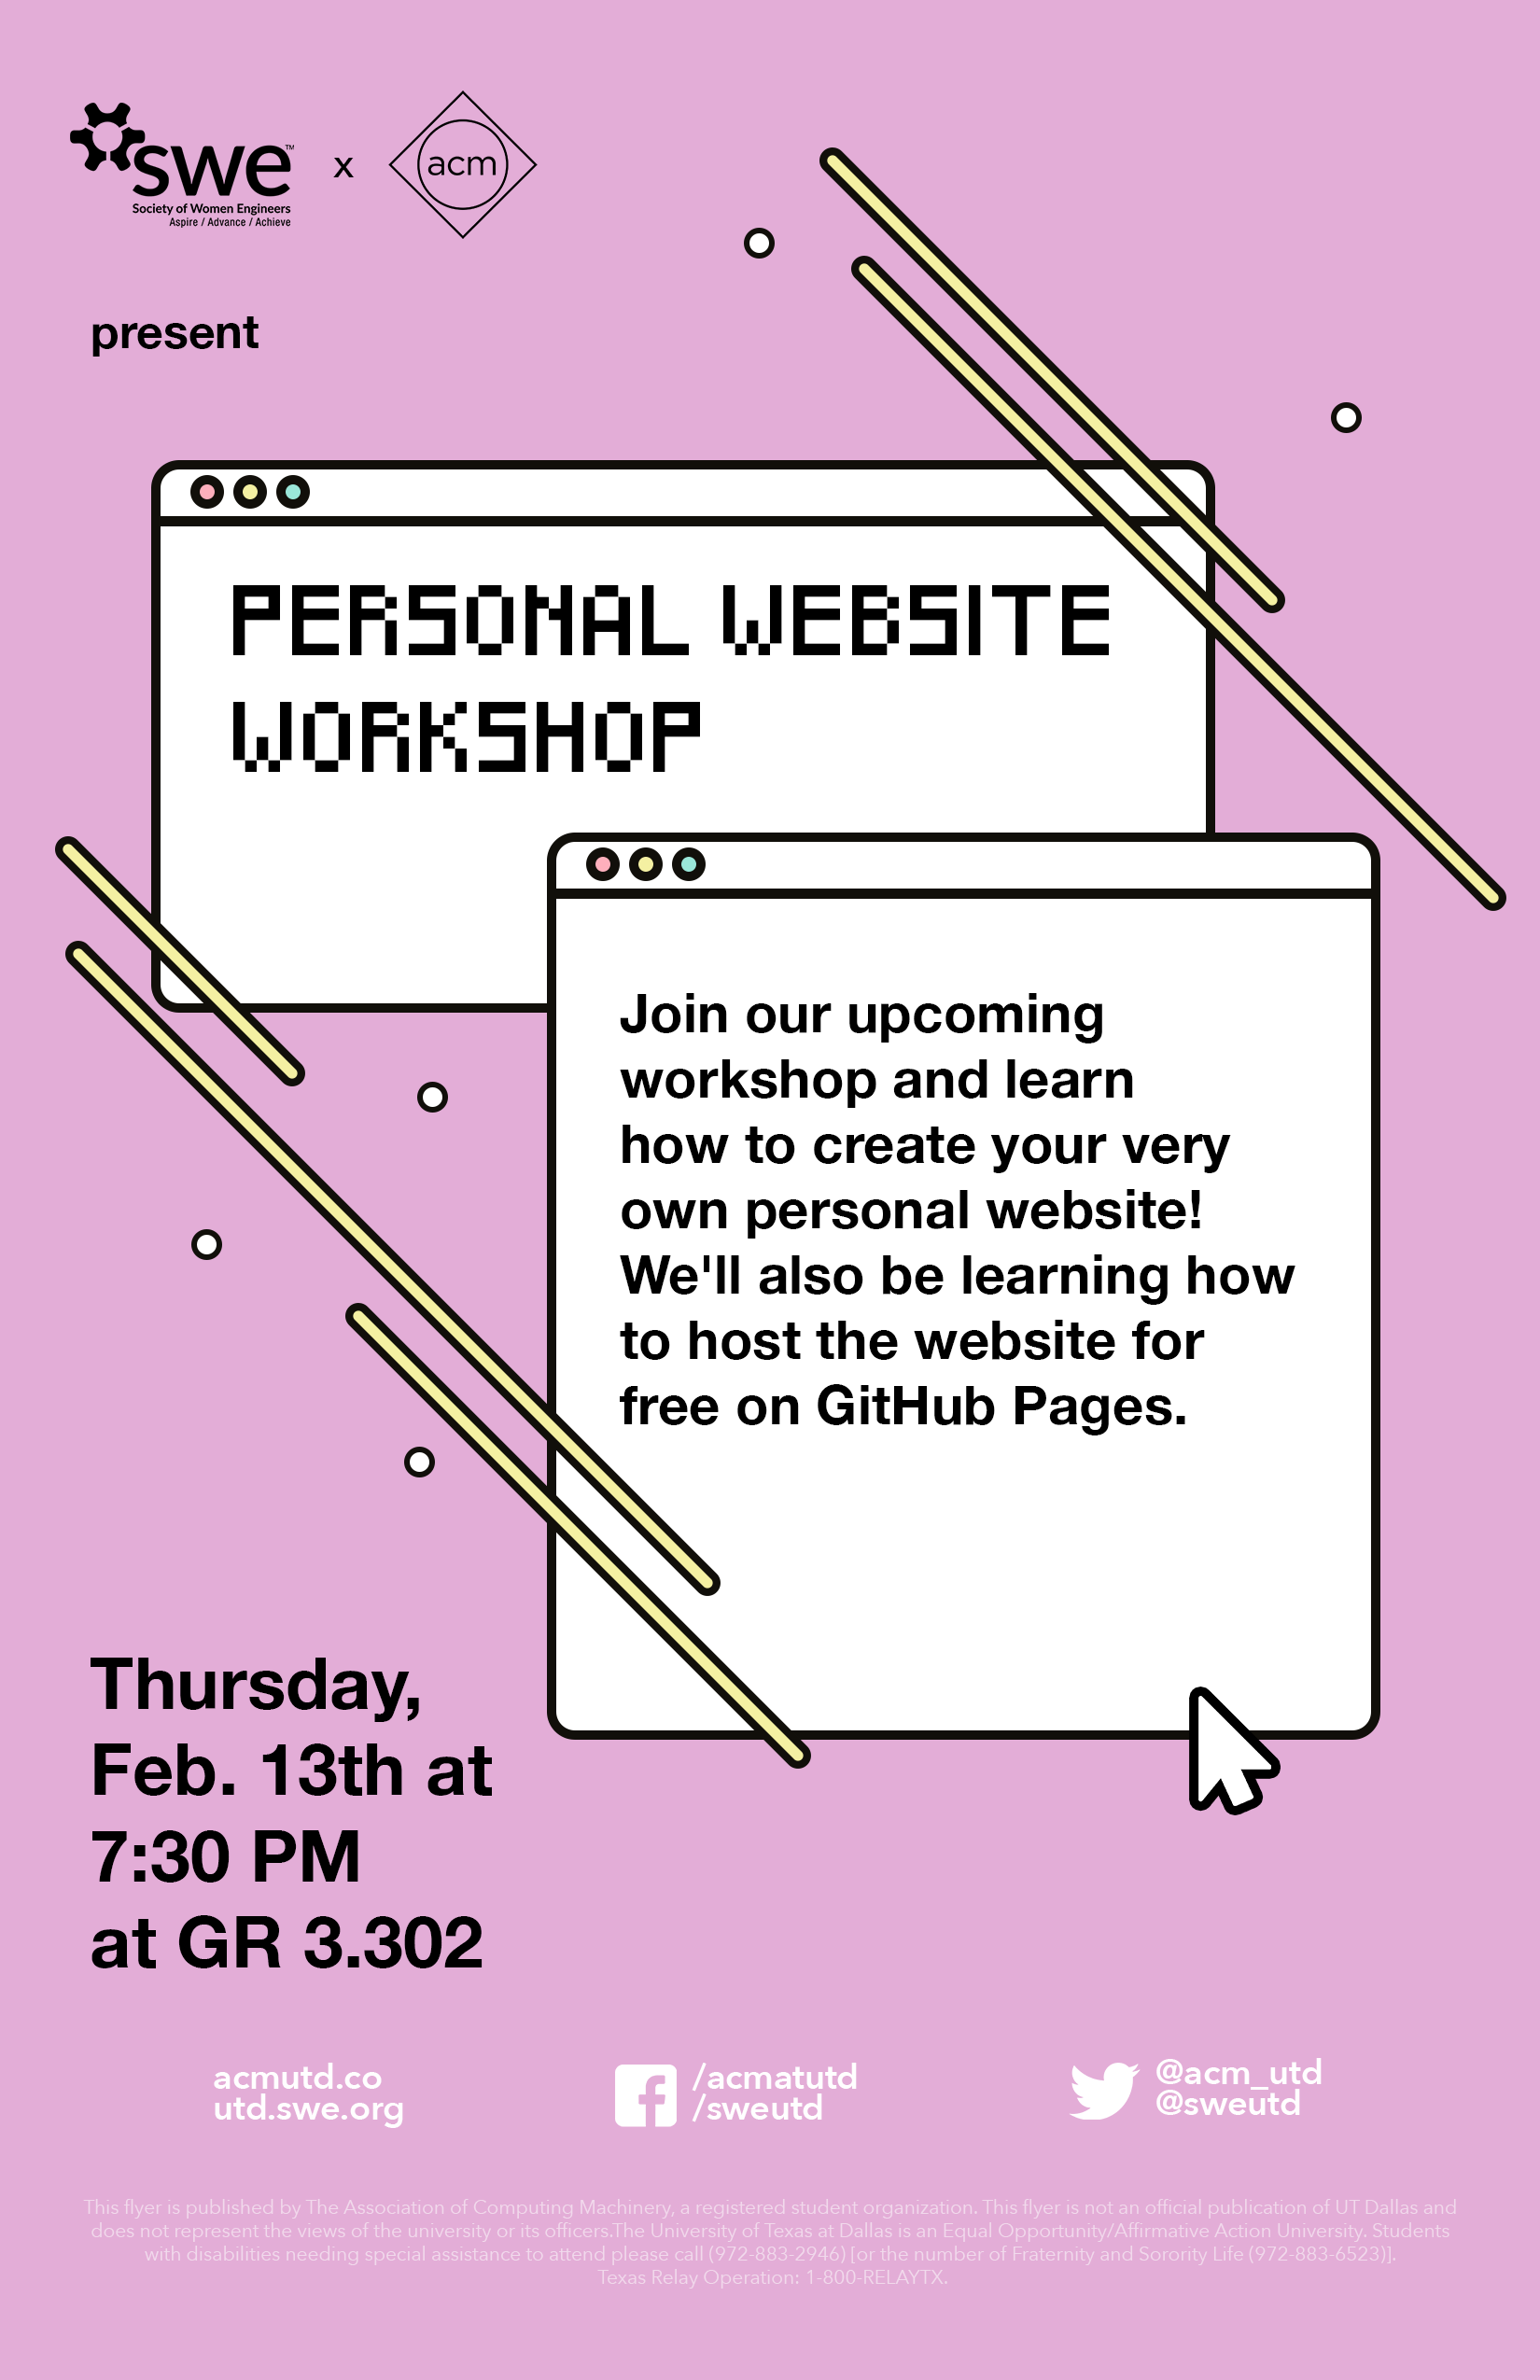 swe™ x acm
Society of Women Engineers
Aspire / Advance / Achieve
present
PERSONAL WEBSITE
WORKSHOP
Join our upcoming
workshop and learn
how to create your very
own personal website!
We'll also be learning how
to host the website for
free on GitHub Pages.
Thursday,
Feb. 13th at
7:30 PM
at GR 3.302
acmutd.co
utd.swe.org
/acmatutd
/sweutd
@acm_utd
@sweutd
This flyer is published by The Association of Computing Machinery, a registered student organization. This flyer is not an official publication of UT Dallas and
does not represent the views of the university or its officers.The University of Texas at Dallas is an Equal Opportunity/Affirmative Action University. Students
with disabilities needing special assistance to attend please call (972-883-2946) [or the number of Fraternity and Sorority Life (972-883-6523)].
Texas Relay Operation: 1-800-RELAYTX.